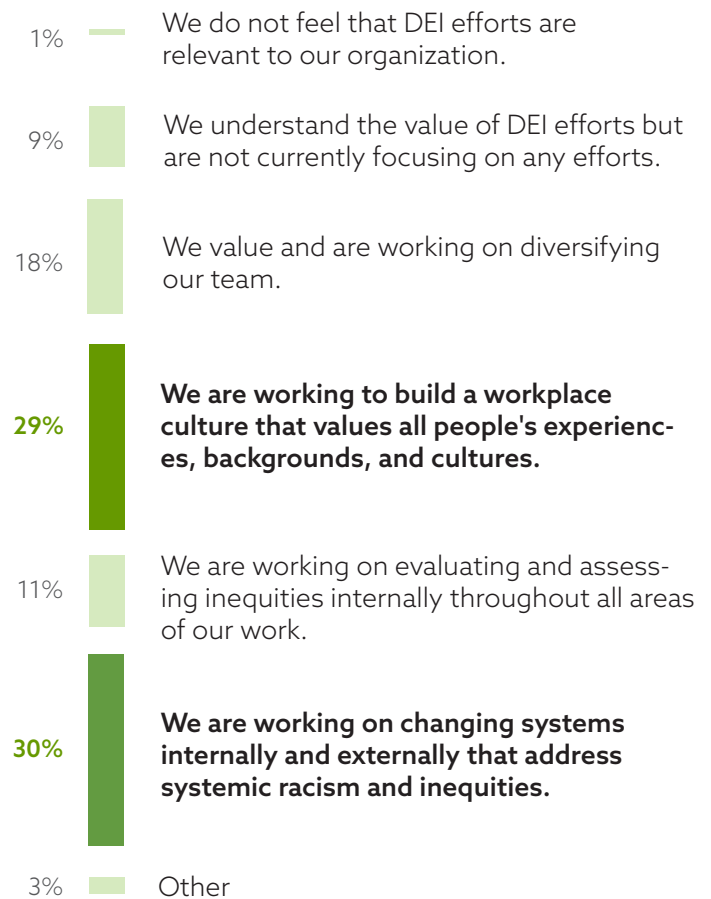 1%
We do not feel that DEI efforts are
relevant to our organization.
9%
We understand the value of DEI efforts but
are not currently focusing on any efforts.
18%
We value and are working on diversifying
our team.
29%
We are working to build a workplace
culture that values all people's experienc-
es, backgrounds, and cultures.
11%
We are working on evaluating and assess-
ing inequities internally throughout all areas
of our work.
30%
We are working on changing systems
internally and externally that address
systemic racism and inequities.
3%
Other